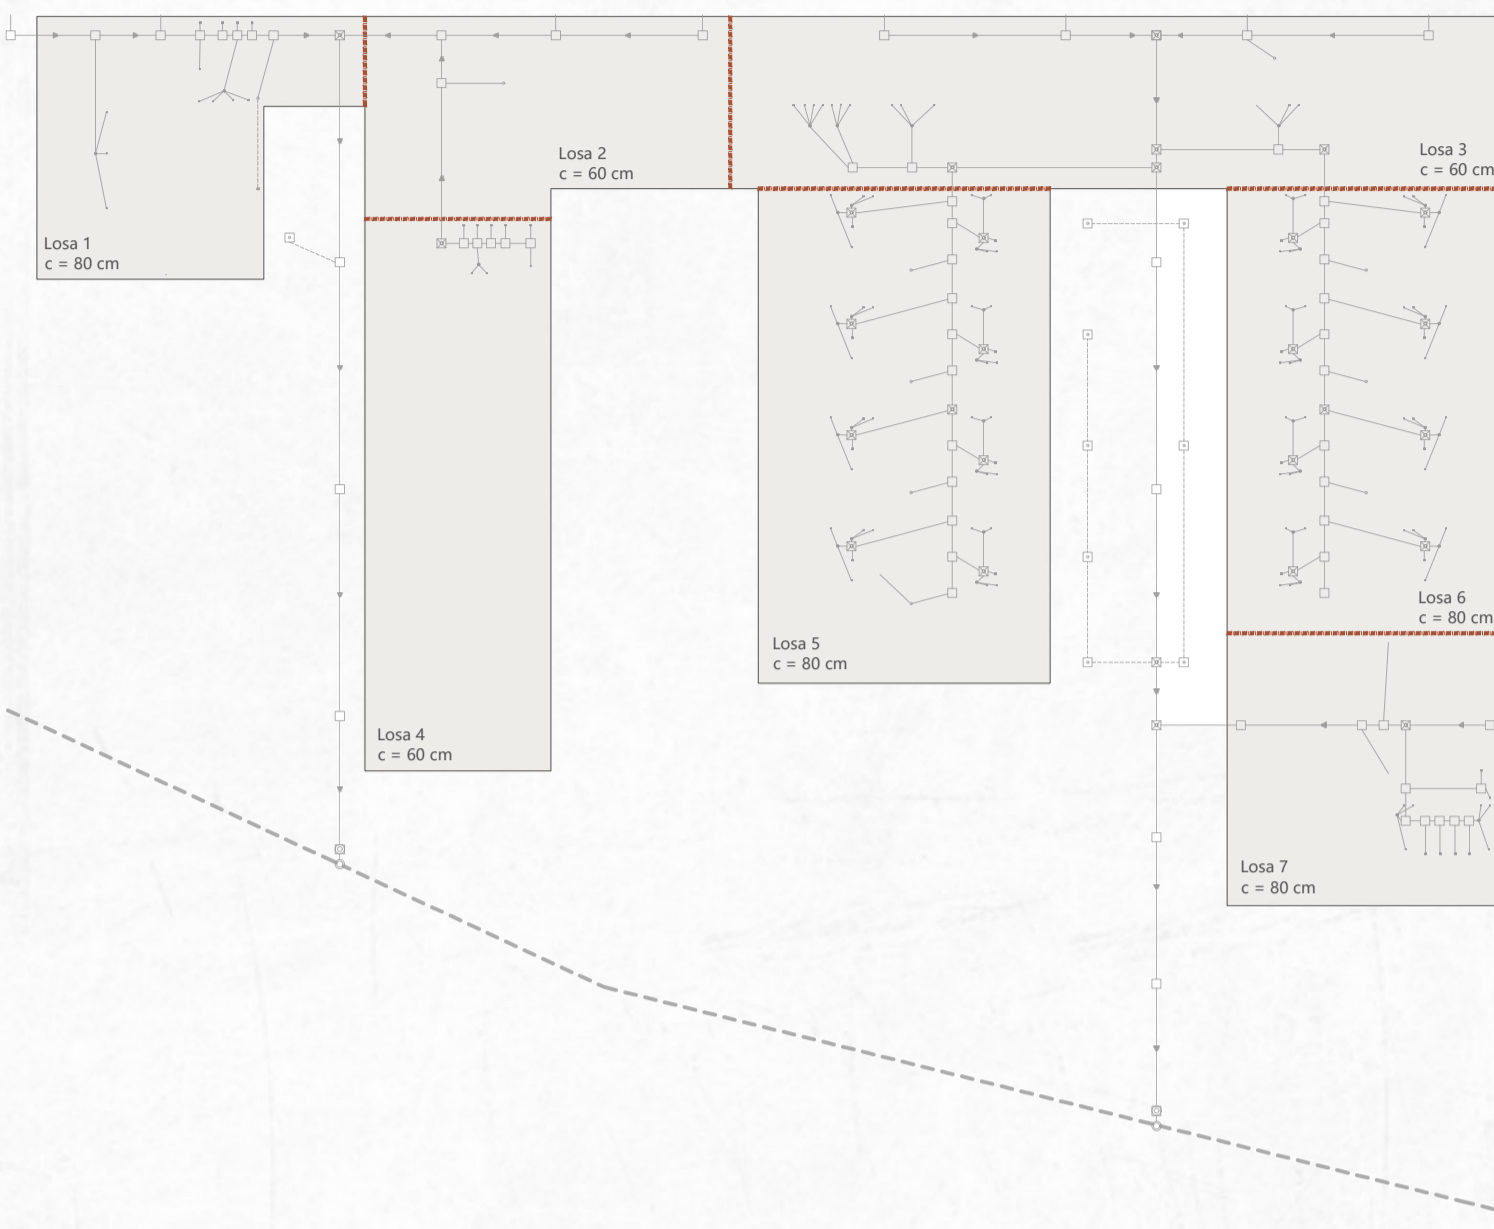 Losa 1
c = 80 cm
Losa 2
c = 60 cm
Losa 3
c = 60 cm
Losa 4
c = 60 cm
Losa 5
c = 80 cm
Losa 6
c = 80 cm
Losa 7
c = 80 cm